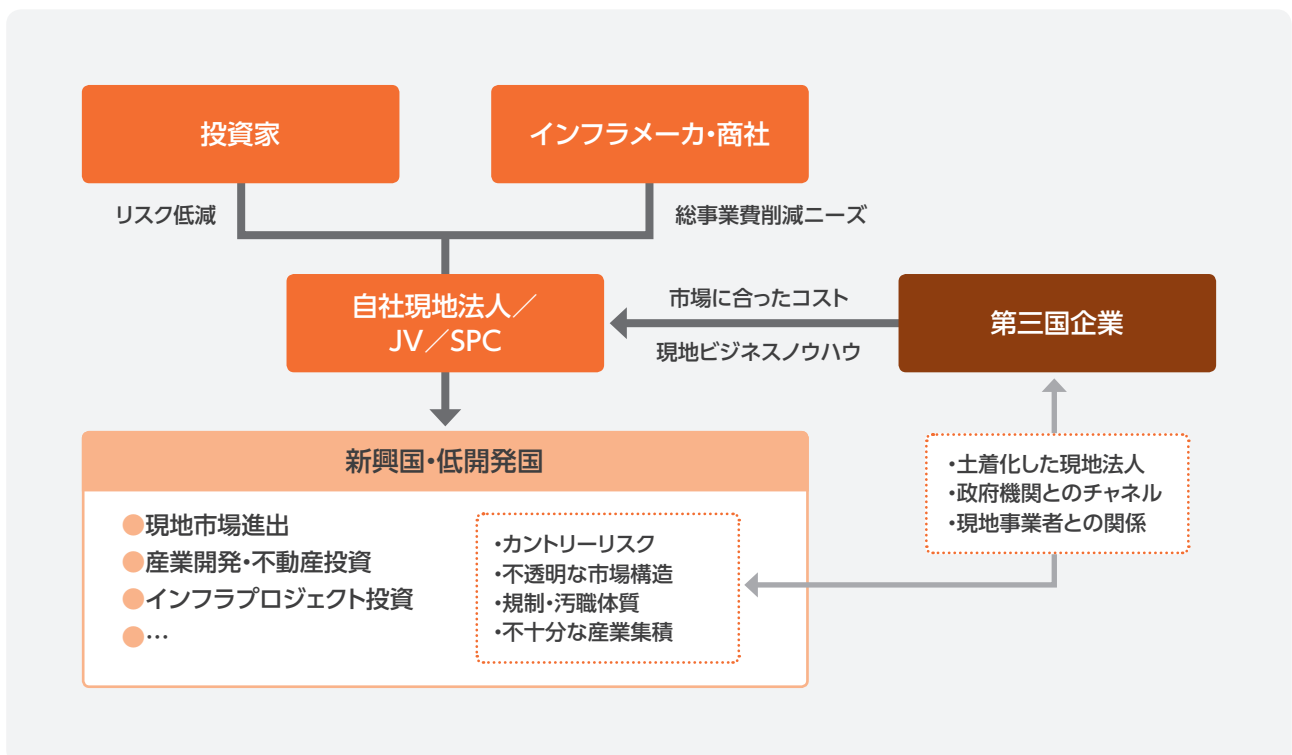 投資家
インフラメーカ・商社
リスク低減
総事業費削減ニーズ
自社現地法人／
JV／SPC
市場に合ったコスト
現地ビジネスノウハウ
第三国企業
新興国・低開発国
●現地市場進出
●産業開発・不動産投資
●インフラプロジェクト投資
●…
・カントリーリスク
・不透明な市場構造
・規制・汚職体質
・不十分な産業集積
・土着化した現地法人
・政府機関とのチャネル
・現地事業者との関係